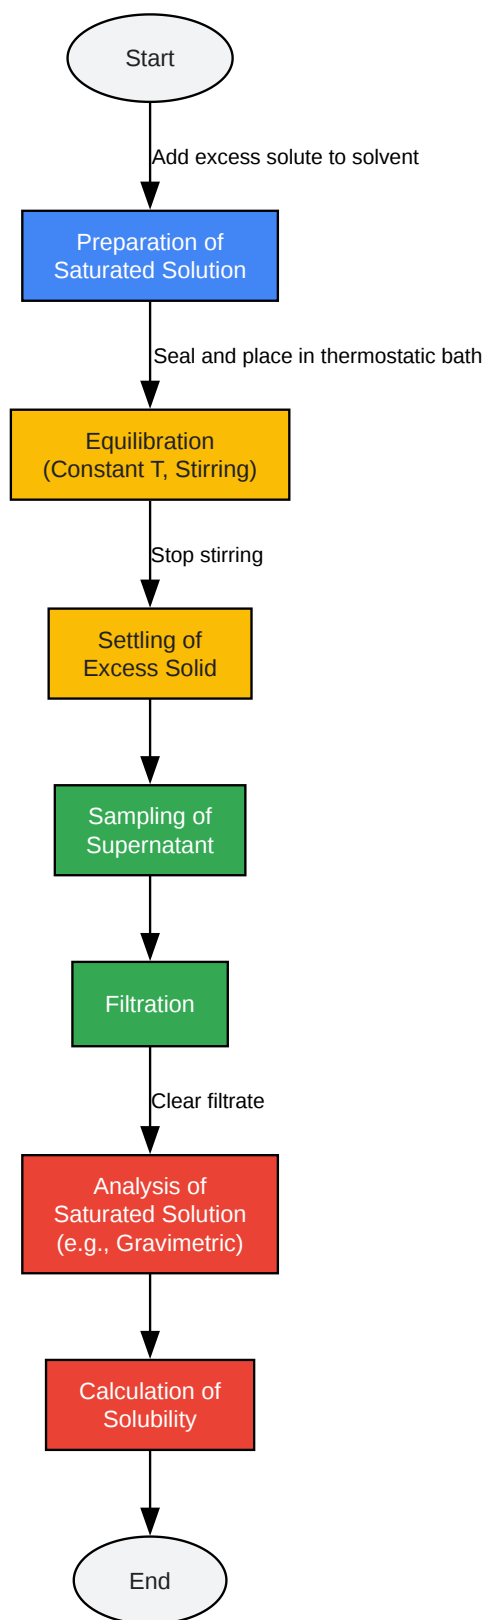 Start
Add excess solute to solvent
Preparation of
Saturated Solution
Seal and place in thermostatic bath
Equilibration
(Constant T, Stirring)
Stop stirring
Settling of
Excess Solid
Sampling of
Supernatant
Filtration
Clear filtrate
Analysis of
Saturated Solution
(e.g., Gravimetric)
Calculation of
Solubility
End